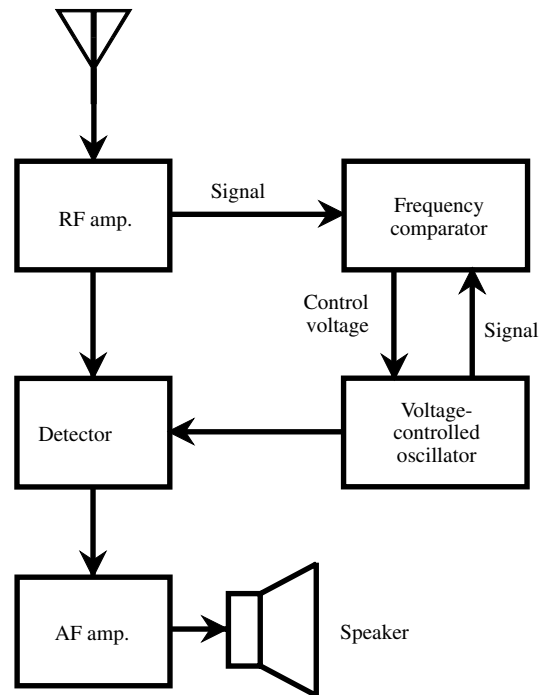 Signal
RF amp.
Frequency
comparator
Control
voltage
Signal
Detector
Voltage-
controlled
oscillator
AF amp.
Speaker